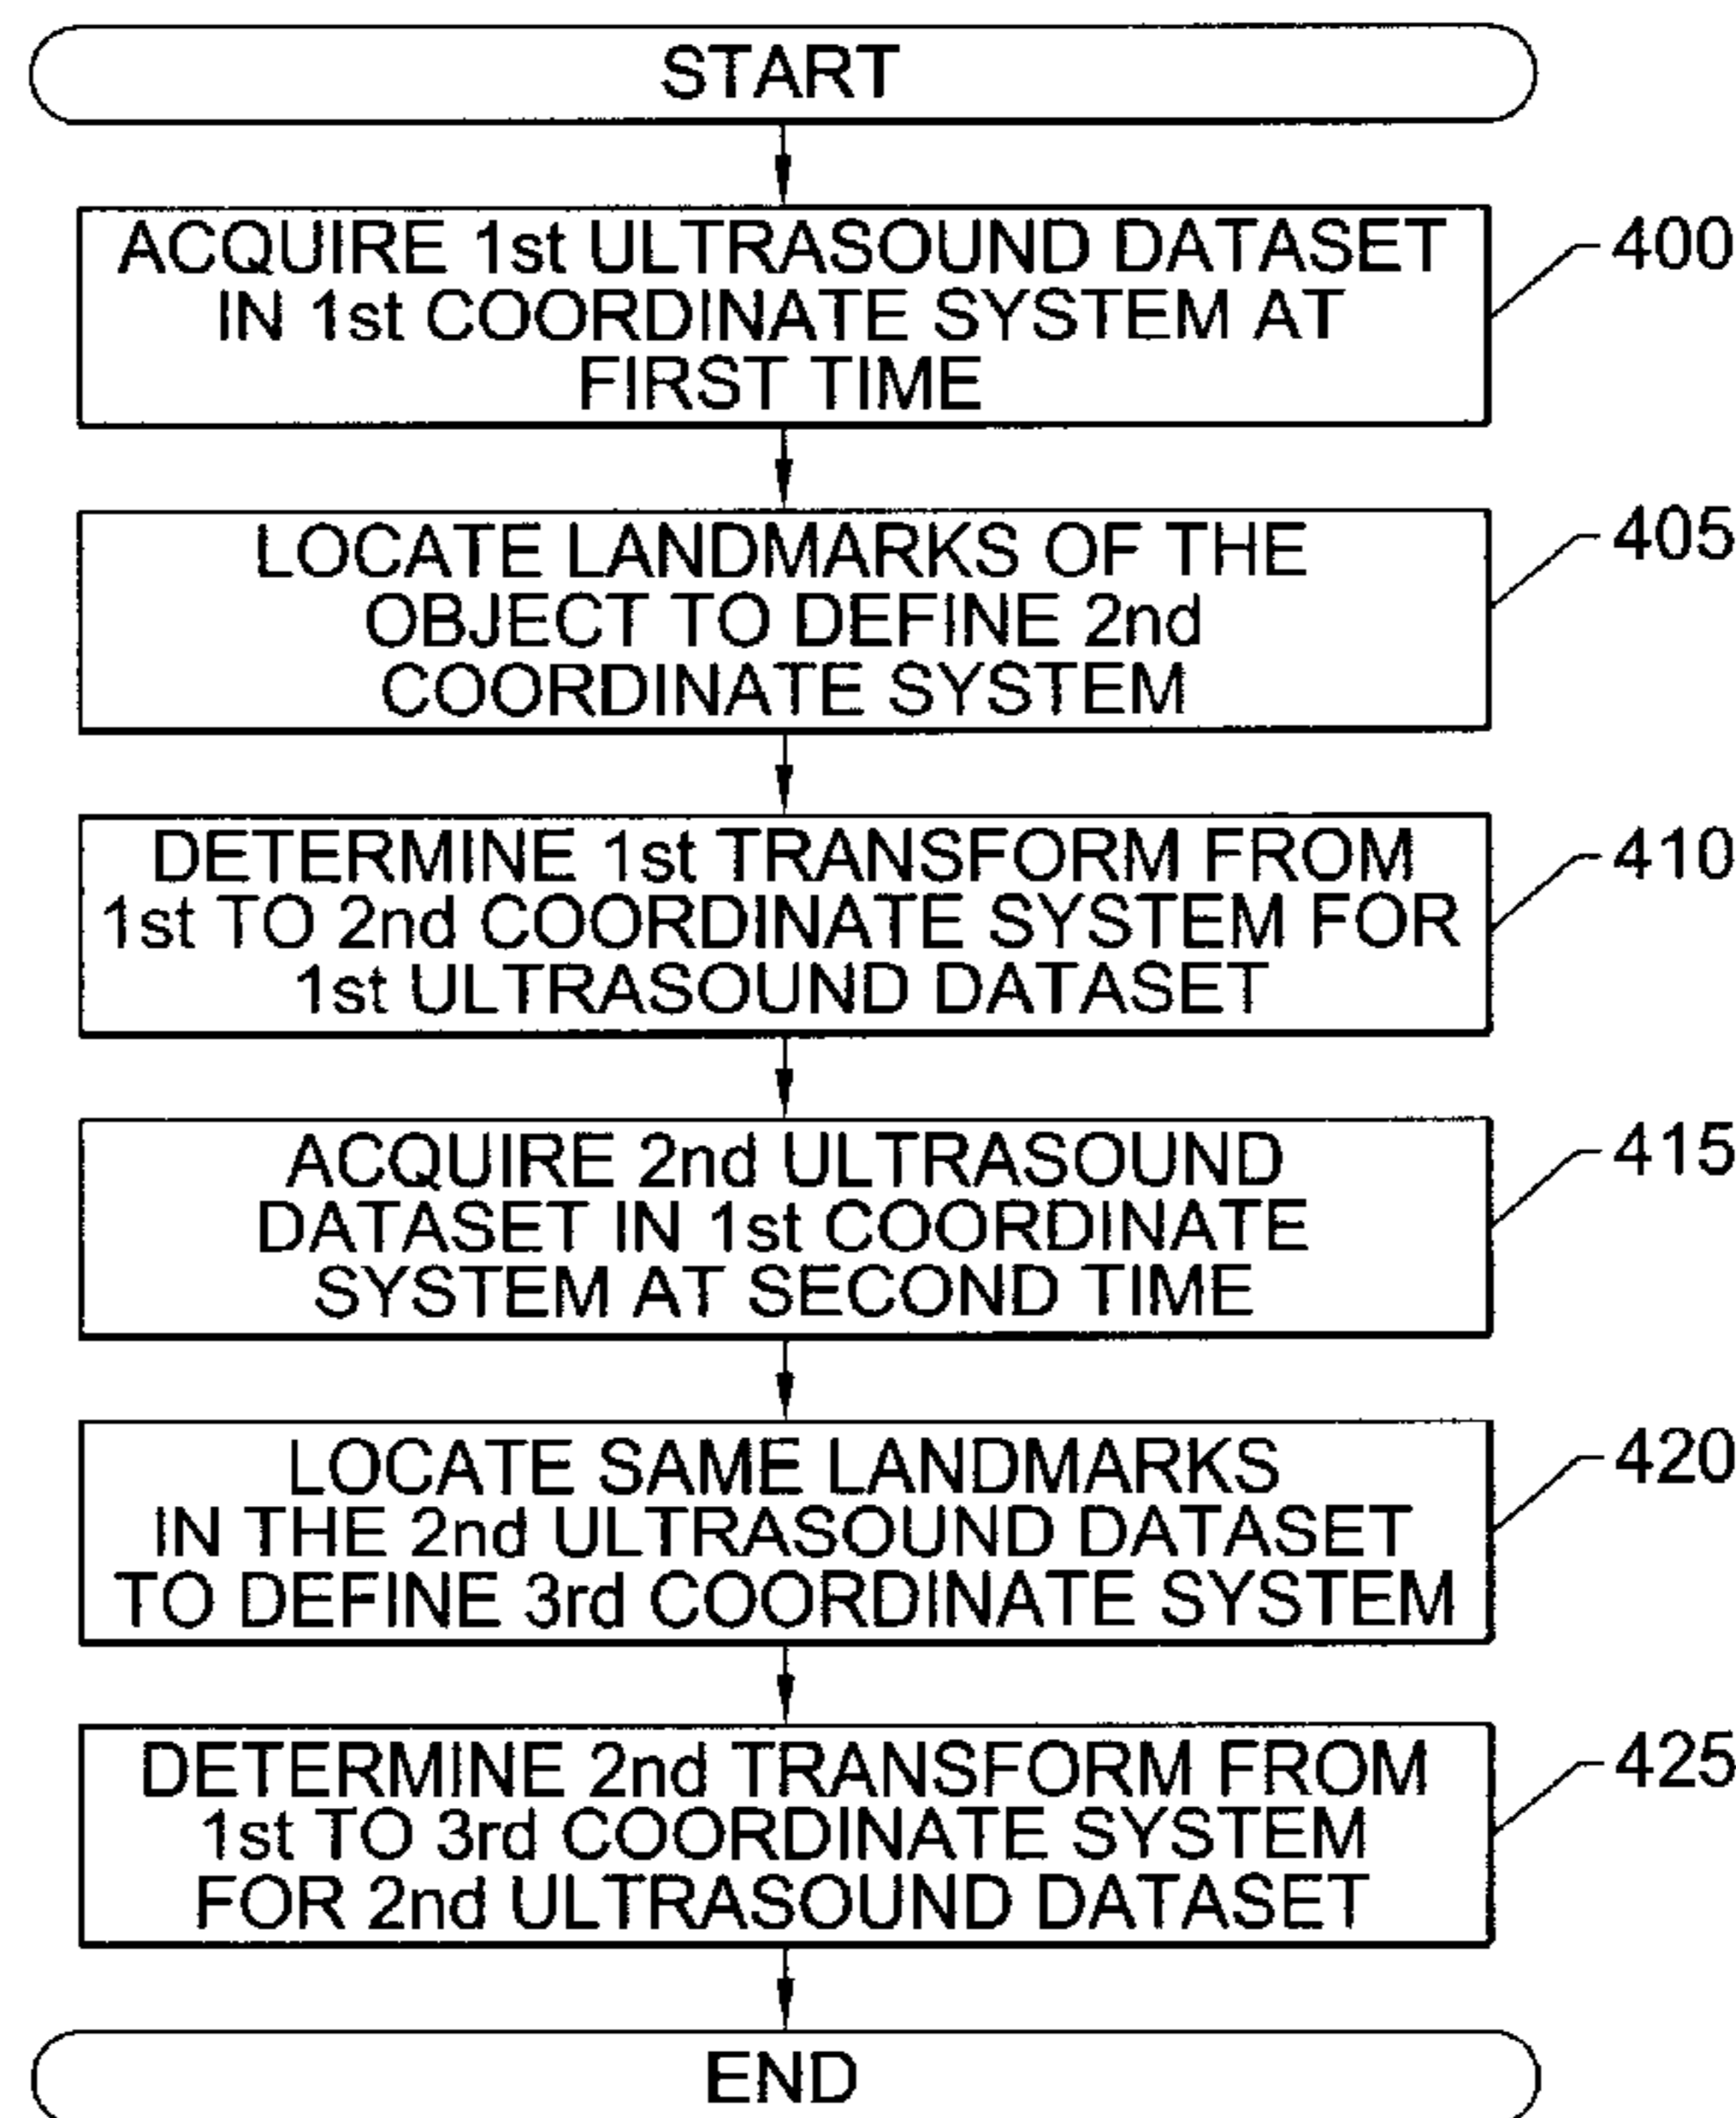 START
ACQUIRE 1st ULTRASOUND DATASET
IN 1st COORDINATE SYSTEM AT
FIRST TIME
400
LOCATE LANDMARKS OF THE
OBJECT TO DEFINE 2nd
COORDINATE SYSTEM
405
DETERMINE 1st TRANSFORM FROM
1st TO 2nd COORDINATE SYSTEM FOR
1st ULTRASOUND DATASET
410
ACQUIRE 2nd ULTRASOUND
DATASET IN 1st COORDINATE
SYSTEM AT SECOND TIME
415
LOCATE SAME LANDMARKS
IN THE 2nd ULTRASOUND DATASET
TO DEFINE 3rd COORDINATE SYSTEM
420
DETERMINE 2nd TRANSFORM FROM
1st TO 3rd COORDINATE SYSTEM
FOR 2nd ULTRASOUND DATASET
425
END